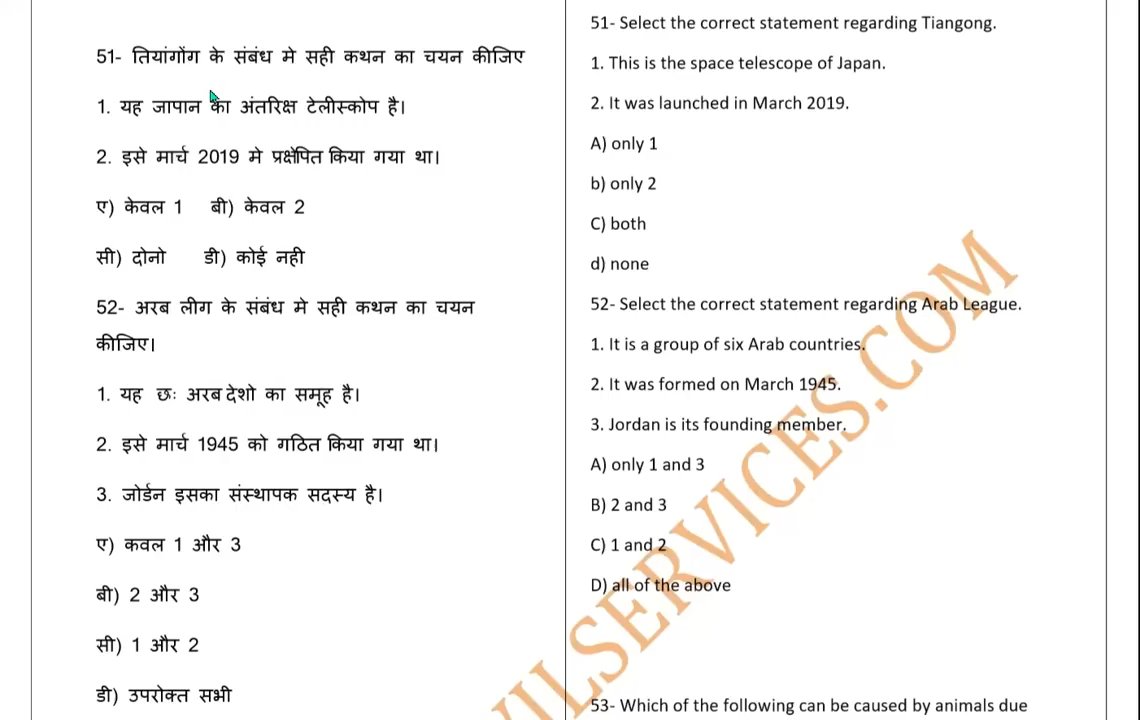 51- तियांगोंग के संबंध मे सही कथन का चयन कीजिए
1. यह जापान का अंतरिक्ष टेलीस्कोप है।
2. इसे मार्च 2019 मे प्रक्षेपित किया गया था।
ए) केवल 1 बी) केवल 2
सी) दोनो डी) कोई नही
52- अरब लीग के संबंध मे सही कथन का चयन
कीजिए।
1. यह छः अरब देशो का समूह है।
2. इसे मार्च 1945 को गठित किया गया था।
3. जोर्डन इसका संस्थापक सदस्य है।
ए) कवल 1 और 3
बी) 2 और 3
सी) 1 और 2
डी) उपरोक्त सभी
51- Select the correct statement regarding Tiangong.
1. This is the space telescope of Japan.
2. It was launched in March 2019.
A) only 1
b) only 2
C) both
d) none
52- Select the correct statement regarding Arab League.
1. It is a group of six Arab countries.
2. It was formed on March 1945.
3. Jordan is its founding member.
A) only 1 and 3
B) 2 and 3
C) 1 and 2
D) all of the above
53- Which of the following can be caused by animals due
VILSERVICES.COM